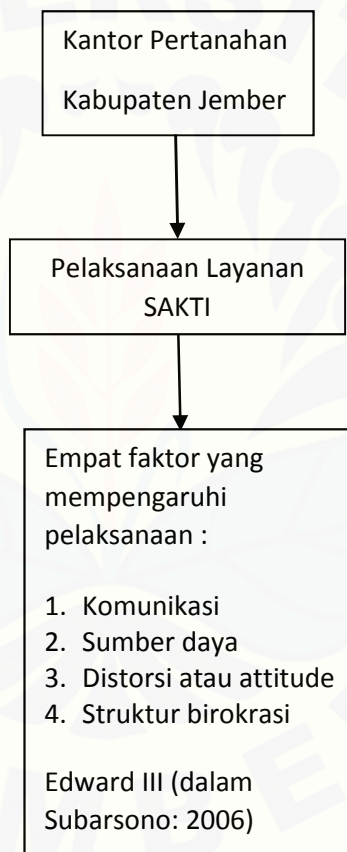 Kantor Pertanahan
Kabupaten Jember
Pelaksanaan Layanan
SAKTI
Empat faktor yang
mempengaruhi
pelaksanaan :
1. Komunikasi
2. Sumber daya
3. Distorsi atau attitude
4. Struktur birokrasi
Edward III (dalam
Subarsono: 2006)